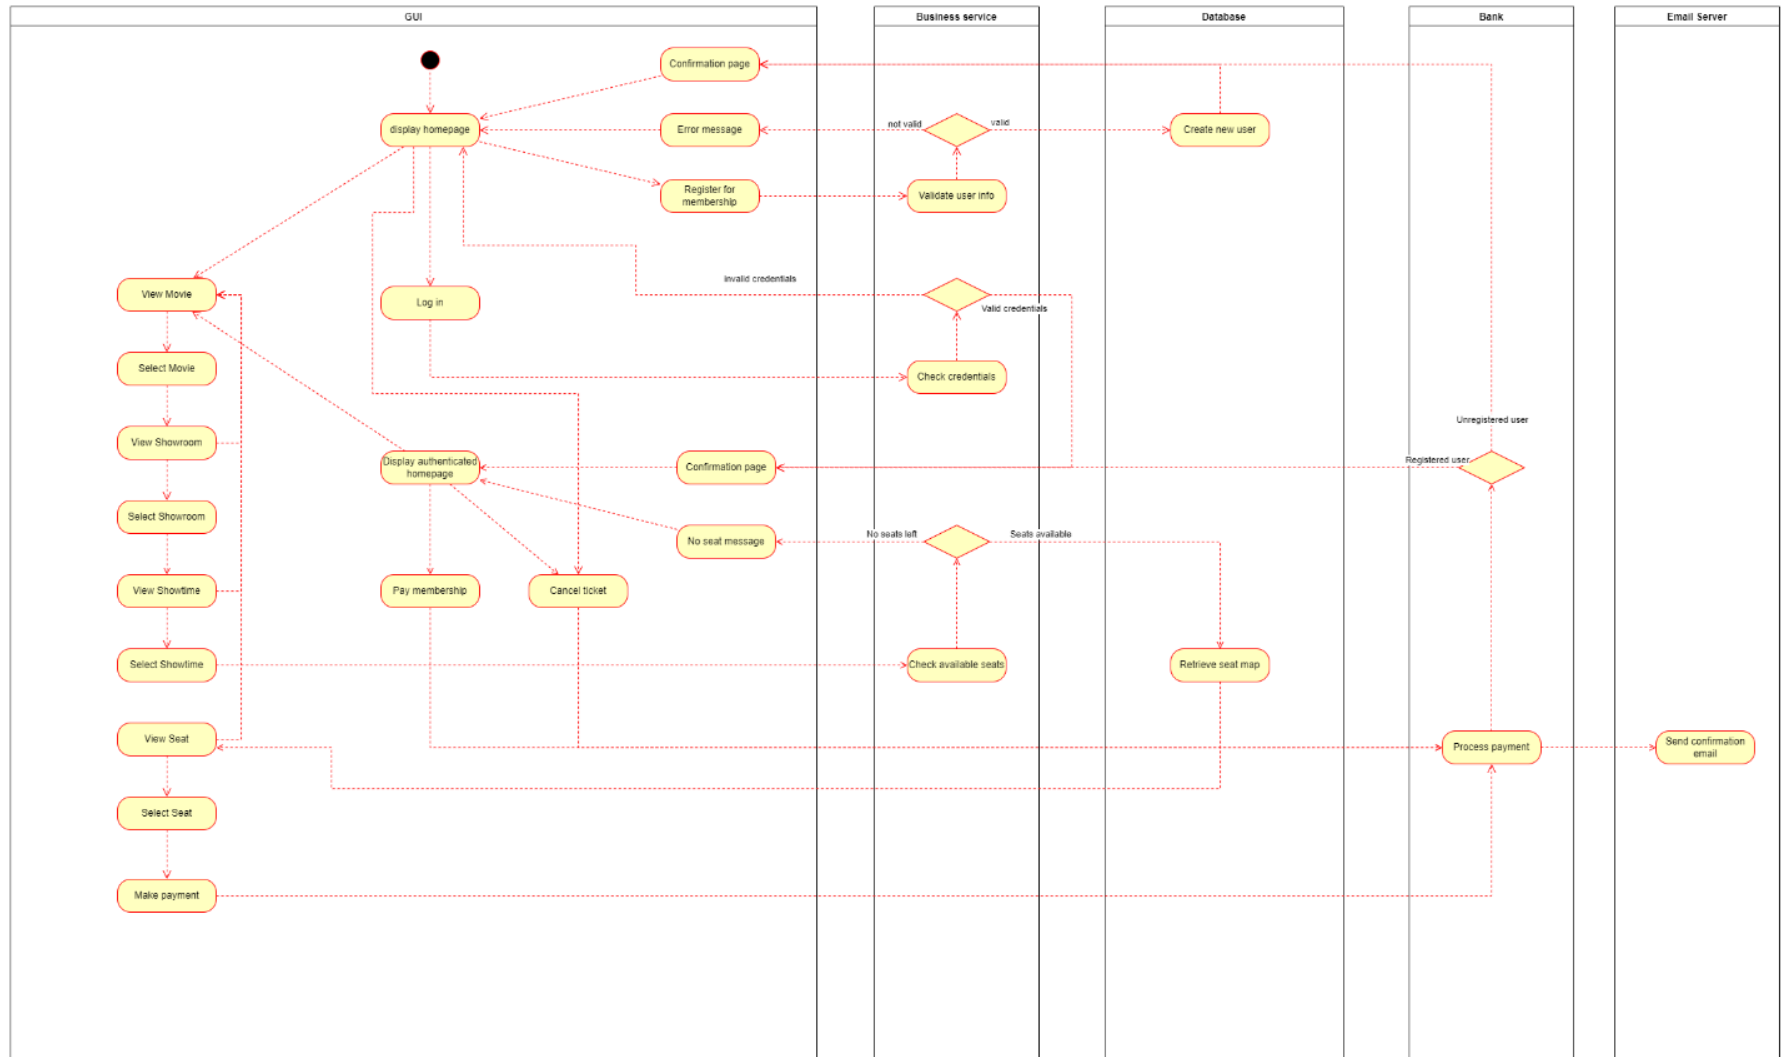 GUI
Business service
Database
Bank
Email Server
Confirmation page
display homepage
Error message
not valid
valid
Create new user
Register for
membership
Validate user info
Invalid credentials
View Movie
Log in
Valid credentials
Select Movie
Check credentials
Unregistered user
View Showroom
Display authenticated
homepage
Confirmation page
Registered user
Select Showroom
No seat message
No seats left
Seats available
View Showtime
Pay membership
Cancel ticket
Select Showtime
Check available seats
Retrieve seat map
View Seat
Process payment
Send confirmation
email
Select Seat
Make payment